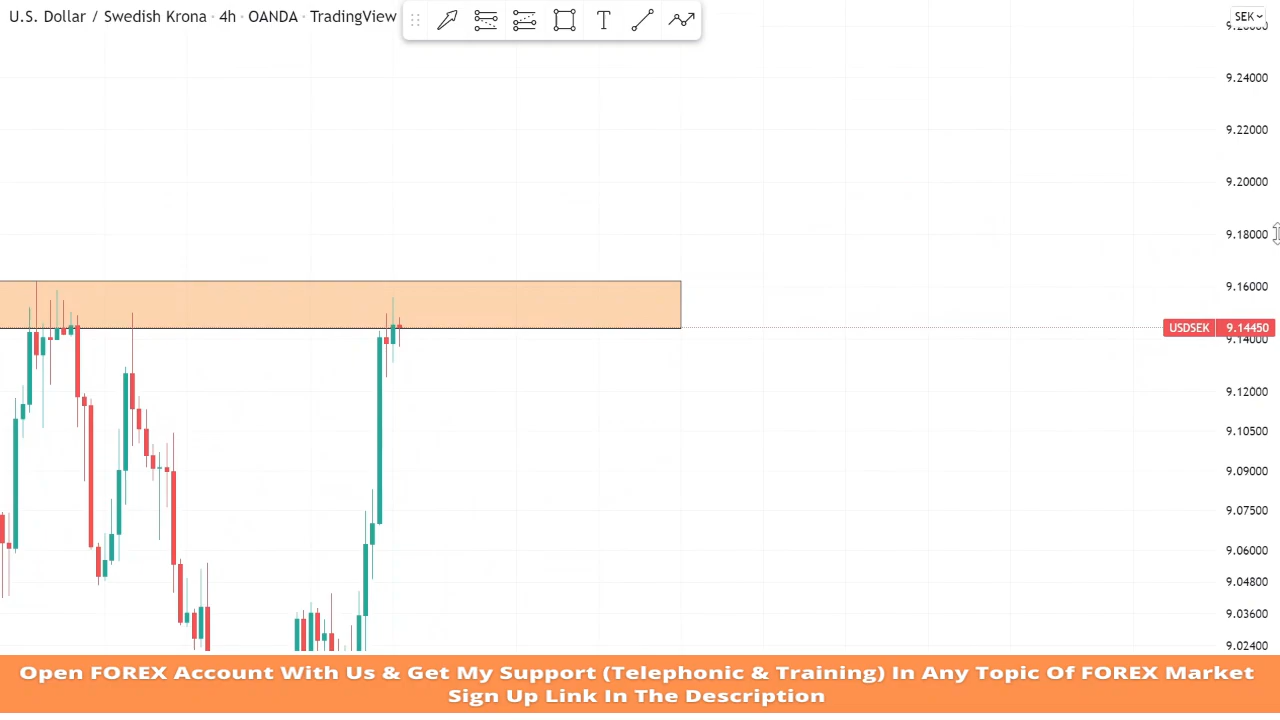 U.S. Dollar / Swedish Krona · 4h · OANDA · TradingView
T
SEK
9.24000
9.22000
9.20000
9.18000
9.16000
USDSEK 9.14450
9.14000
9.12000
9.10500
9.09000
9.07500
9.06000
9.04800
9.03600
9.02400
Open FOREX Account With Us & Get My Support (Telephonic & Training) In Any Topic Of FOREX Market
Sign Up Link In The Description